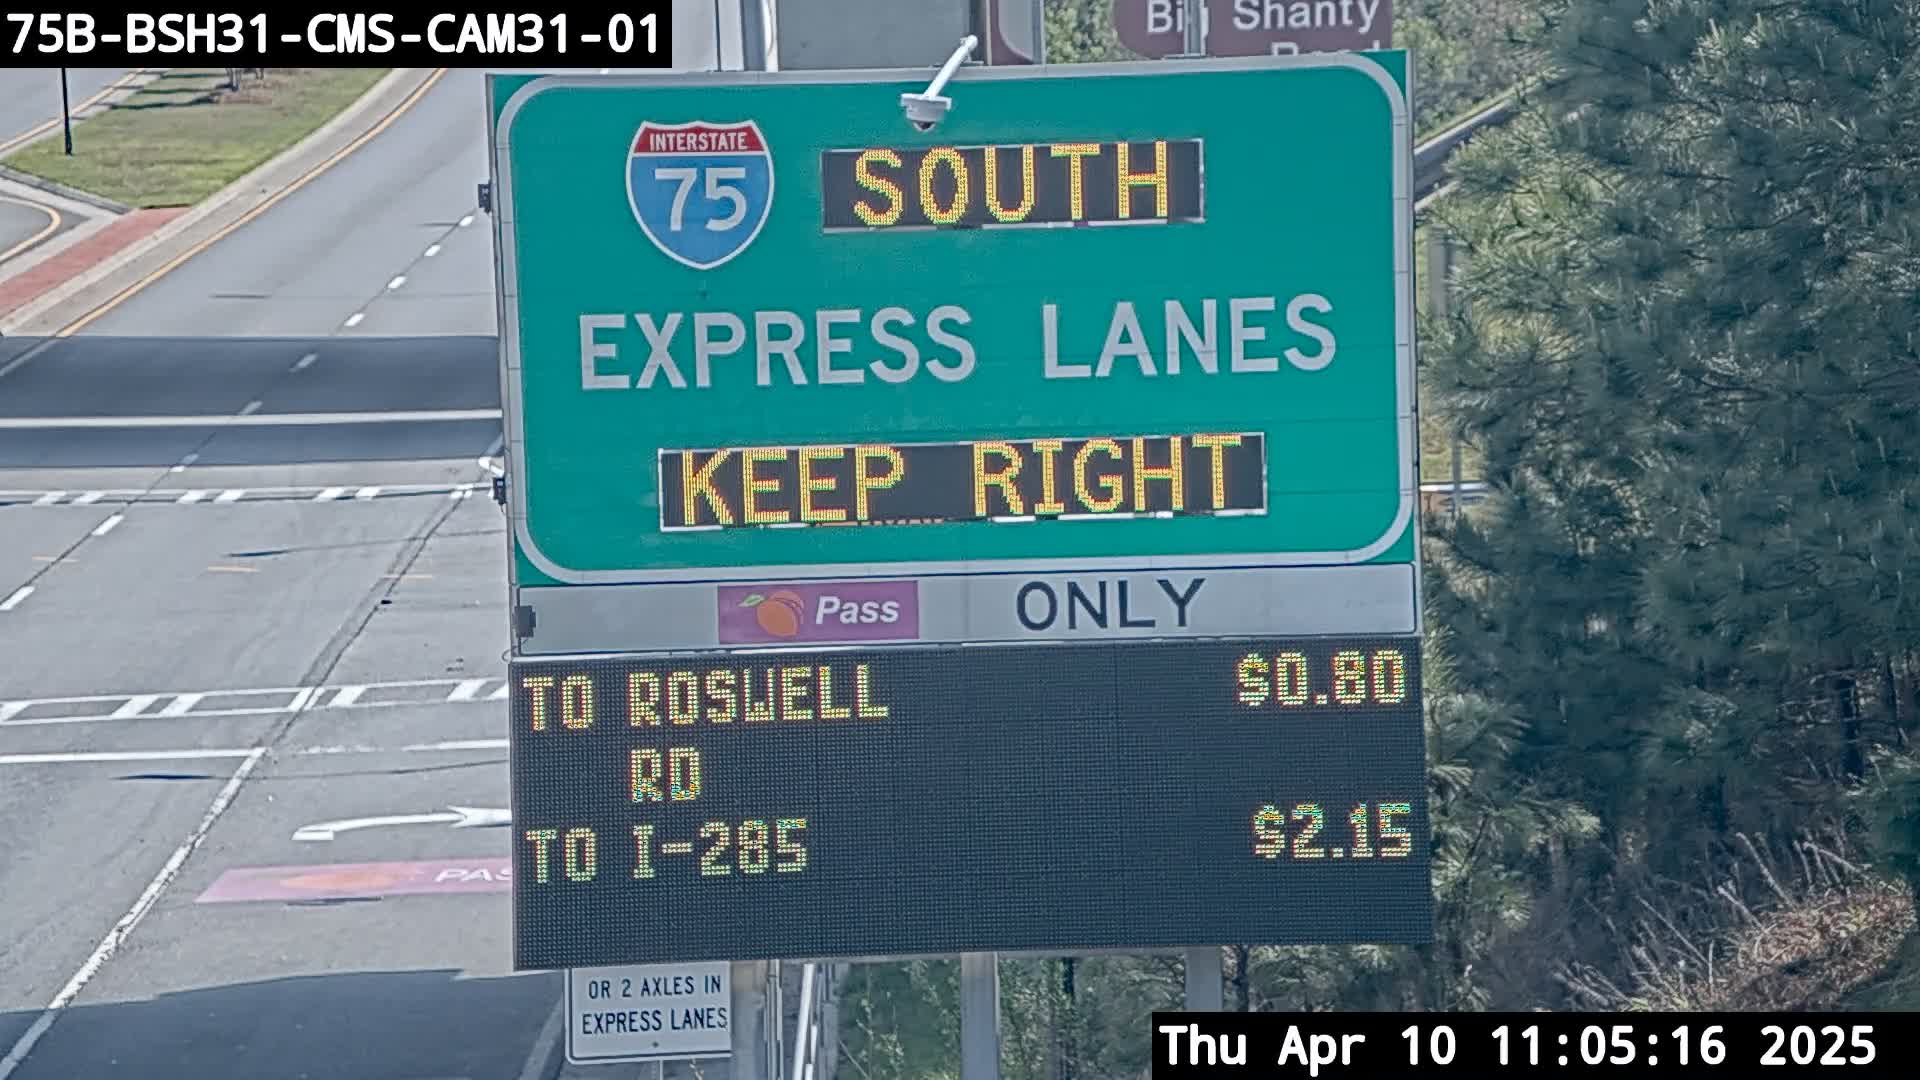 75B-BSH31-CMS-CAM31-01
Big Shanty
Road
INTERSTATE
75
SOUTH
EXPRESS LANES
KEEP RIGHT
Pass
ONLY
TO ROSWELL $0.80
RD
TO I-285 $2.15
OR 2 AXLES IN
EXPRESS LANES
Thu Apr 10 11:05:16 2025